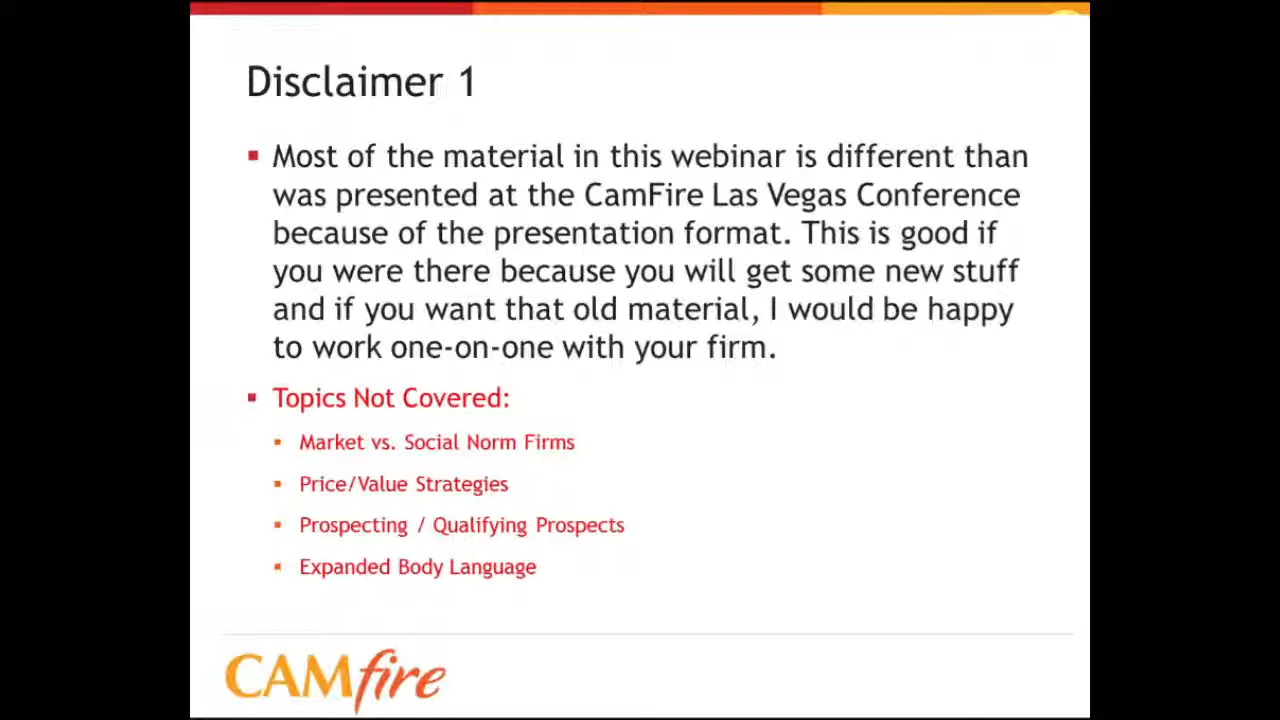 Disclaimer 1
Most of the material in this webinar is different than
was presented at the CamFire Las Vegas Conference
because of the presentation format. This is good if
you were there because you will get some new stuff
and if you want that old material, I would be happy
to work one-on-one with your firm.
Topics Not Covered:
Market vs. Social Norm Firms
Price/Value Strategies
Prospecting / Qualifying Prospects
Expanded Body Language
CAMfire